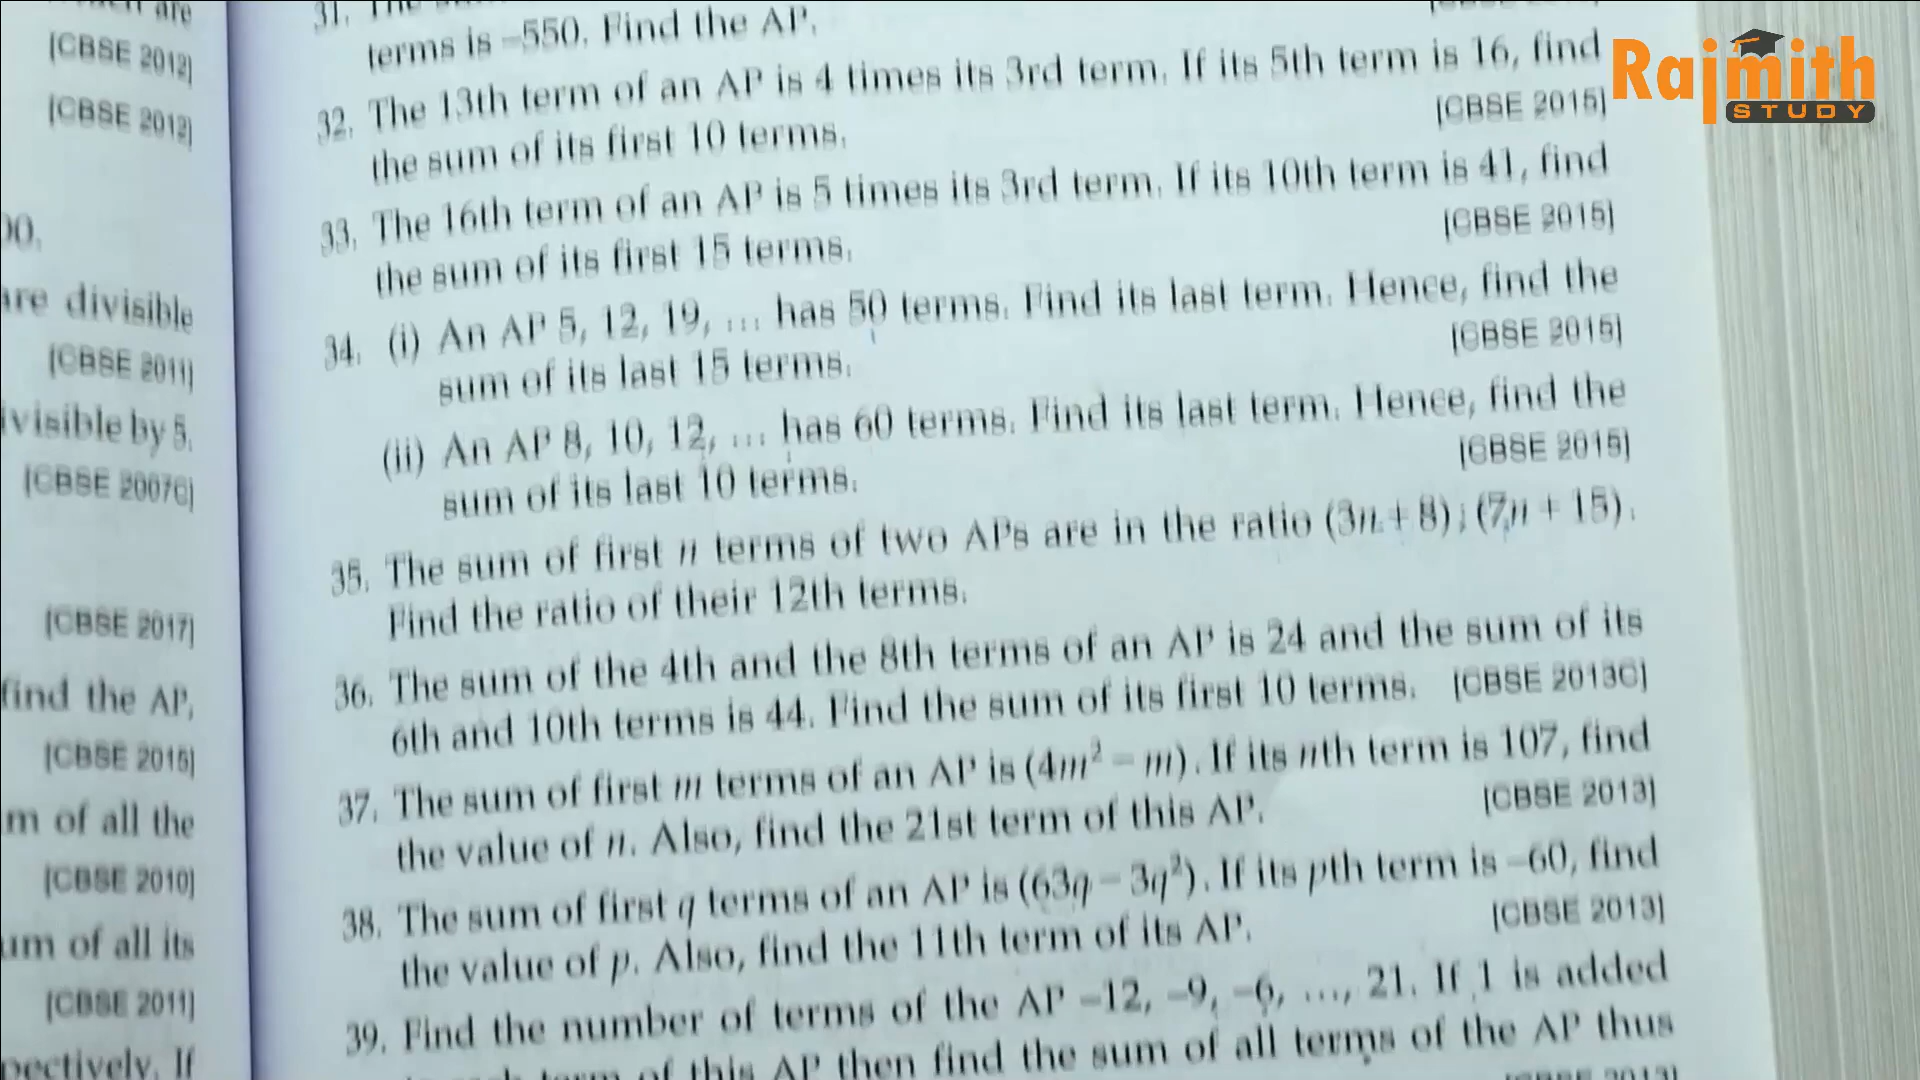 are
[CBSE 2012]
[CBSE 2012]
00.
are divisible
[CBSE 2011]
ivisible by 5.
[CBSE 2007C]
[CBSE 2017]
find the AP.
[CBSE 2015]
m of all the
[CBSE 2010]
um of all its
[CBSE 2011]
pectively. If
31. The
terms is –550. Find the AP.
32. The 13th term of an AP is 4 times its 3rd term. If its 5th term is 16, find
the sum of its first 10 terms. [CBSE 2015]
33. The 16th term of an AP is 5 times its 3rd term. If its 10th term is 41, find
the sum of its first 15 terms. [CBSE 2015]
34. (i) An AP 5, 12, 19, ... has 50 terms. Find its last term. Hence, find the
sum of its last 15 terms. [CBSE 2015]
(ii) An AP 8, 10, 12, ... has 60 terms. Find its last term. Hence, find the
sum of its last 10 terms. [CBSE 2015]
35. The sum of first n terms of two APs are in the ratio (3n + 8) : (7n + 15).
Find the ratio of their 12th terms.
36. The sum of the 4th and the 8th terms of an AP is 24 and the sum of its
6th and 10th terms is 44. Find the sum of its first 10 terms. [CBSE 2013C]
37. The sum of first m terms of an AP is (4m² – m). If its nth term is 107, find
the value of n. Also, find the 21st term of this AP. [CBSE 2013]
38. The sum of first q terms of an AP is (63q – 3q²). If its pth term is –60, find
the value of p. Also, find the 11th term of its AP. [CBSE 2013]
39. Find the number of terms of the AP –12, –9, –6, ..., 21. If 1 is added
term of this AP then find the sum of all terms of the AP thus
Rajmith
STUDY